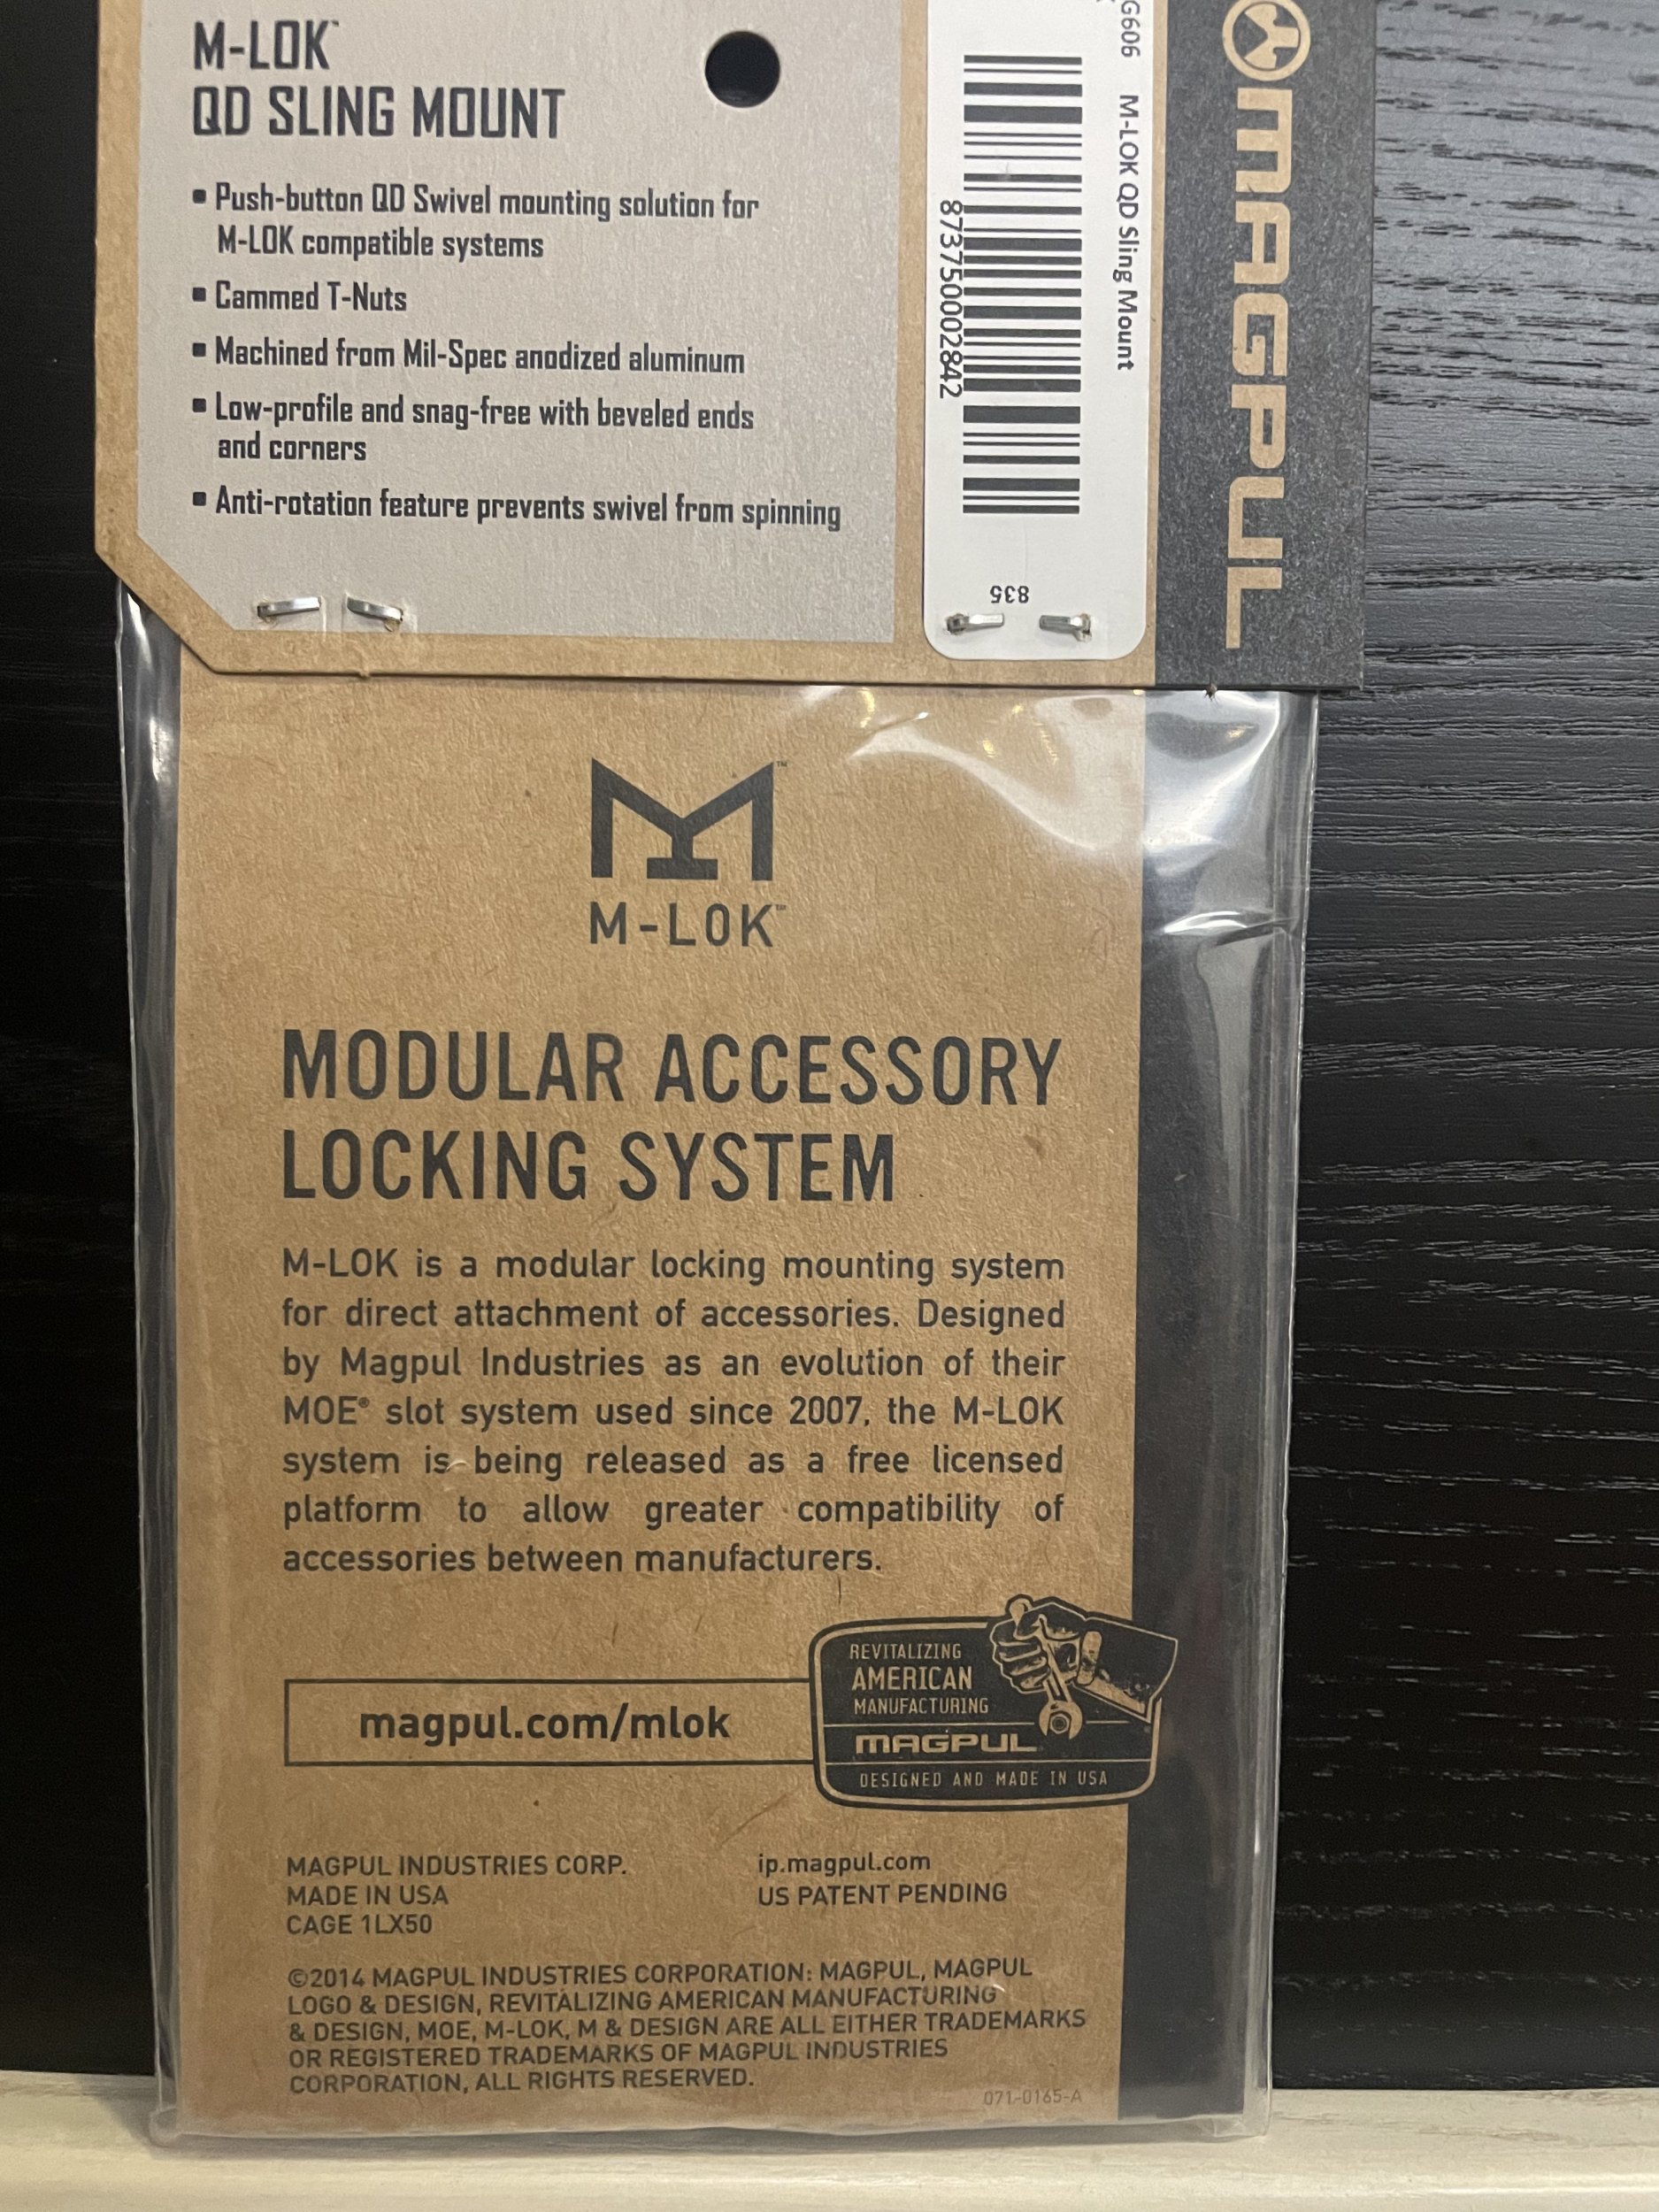 M-LOK™
QD SLING MOUNT
▪ Push-button QD Swivel mounting solution for
M-LOK compatible systems
▪ Cammed T-Nuts
▪ Machined from Mil-Spec anodized aluminum
▪ Low-profile and snag-free with beveled ends
and corners
▪ Anti-rotation feature prevents swivel from spinning
G606 M-LOK QD Sling Mount
873750002842
835
MAGPUL
M-LOK™
MODULAR ACCESSORY
LOCKING SYSTEM
M-LOK is a modular locking mounting system
for direct attachment of accessories. Designed
by Magpul Industries as an evolution of their
MOE® slot system used since 2007, the M-LOK
system is being released as a free licensed
platform to allow greater compatibility of
accessories between manufacturers.
magpul.com/mlok
REVITALIZING
AMERICAN
MANUFACTURING
MAGPUL
DESIGNED AND MADE IN USA
MAGPUL INDUSTRIES CORP.
MADE IN USA
CAGE 1LX50
ip.magpul.com
US PATENT PENDING
©2014 MAGPUL INDUSTRIES CORPORATION: MAGPUL, MAGPUL
LOGO & DESIGN, REVITALIZING AMERICAN MANUFACTURING
& DESIGN, MOE, M-LOK, M & DESIGN ARE ALL EITHER TRADEMARKS
OR REGISTERED TRADEMARKS OF MAGPUL INDUSTRIES
CORPORATION, ALL RIGHTS RESERVED.
071-0165-A